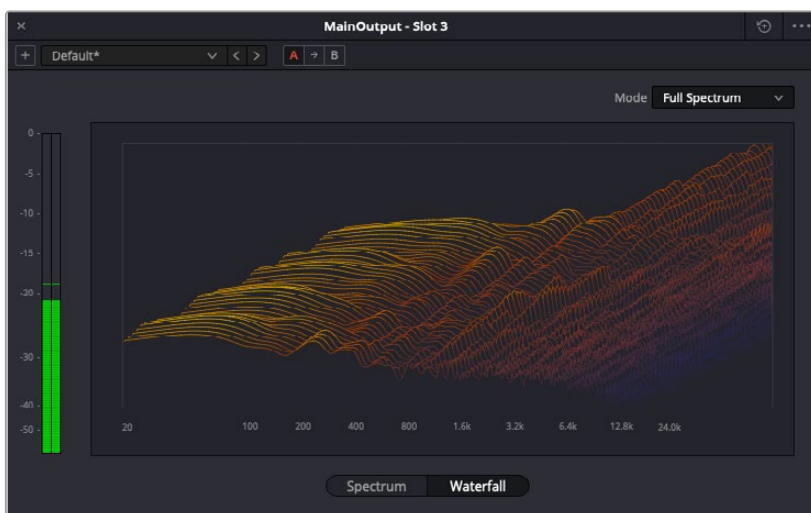 × MainOutput - Slot 3 •••
+ Default* < > A → B
Mode Full Spectrum
0 -
-5 -
-10 -
-15 -
-20 -
-30 -
-40 -
-50 -
20 100 200 400 800 1.6k 3.2k 6.4k 12.8k 24.0k
Spectrum Waterfall